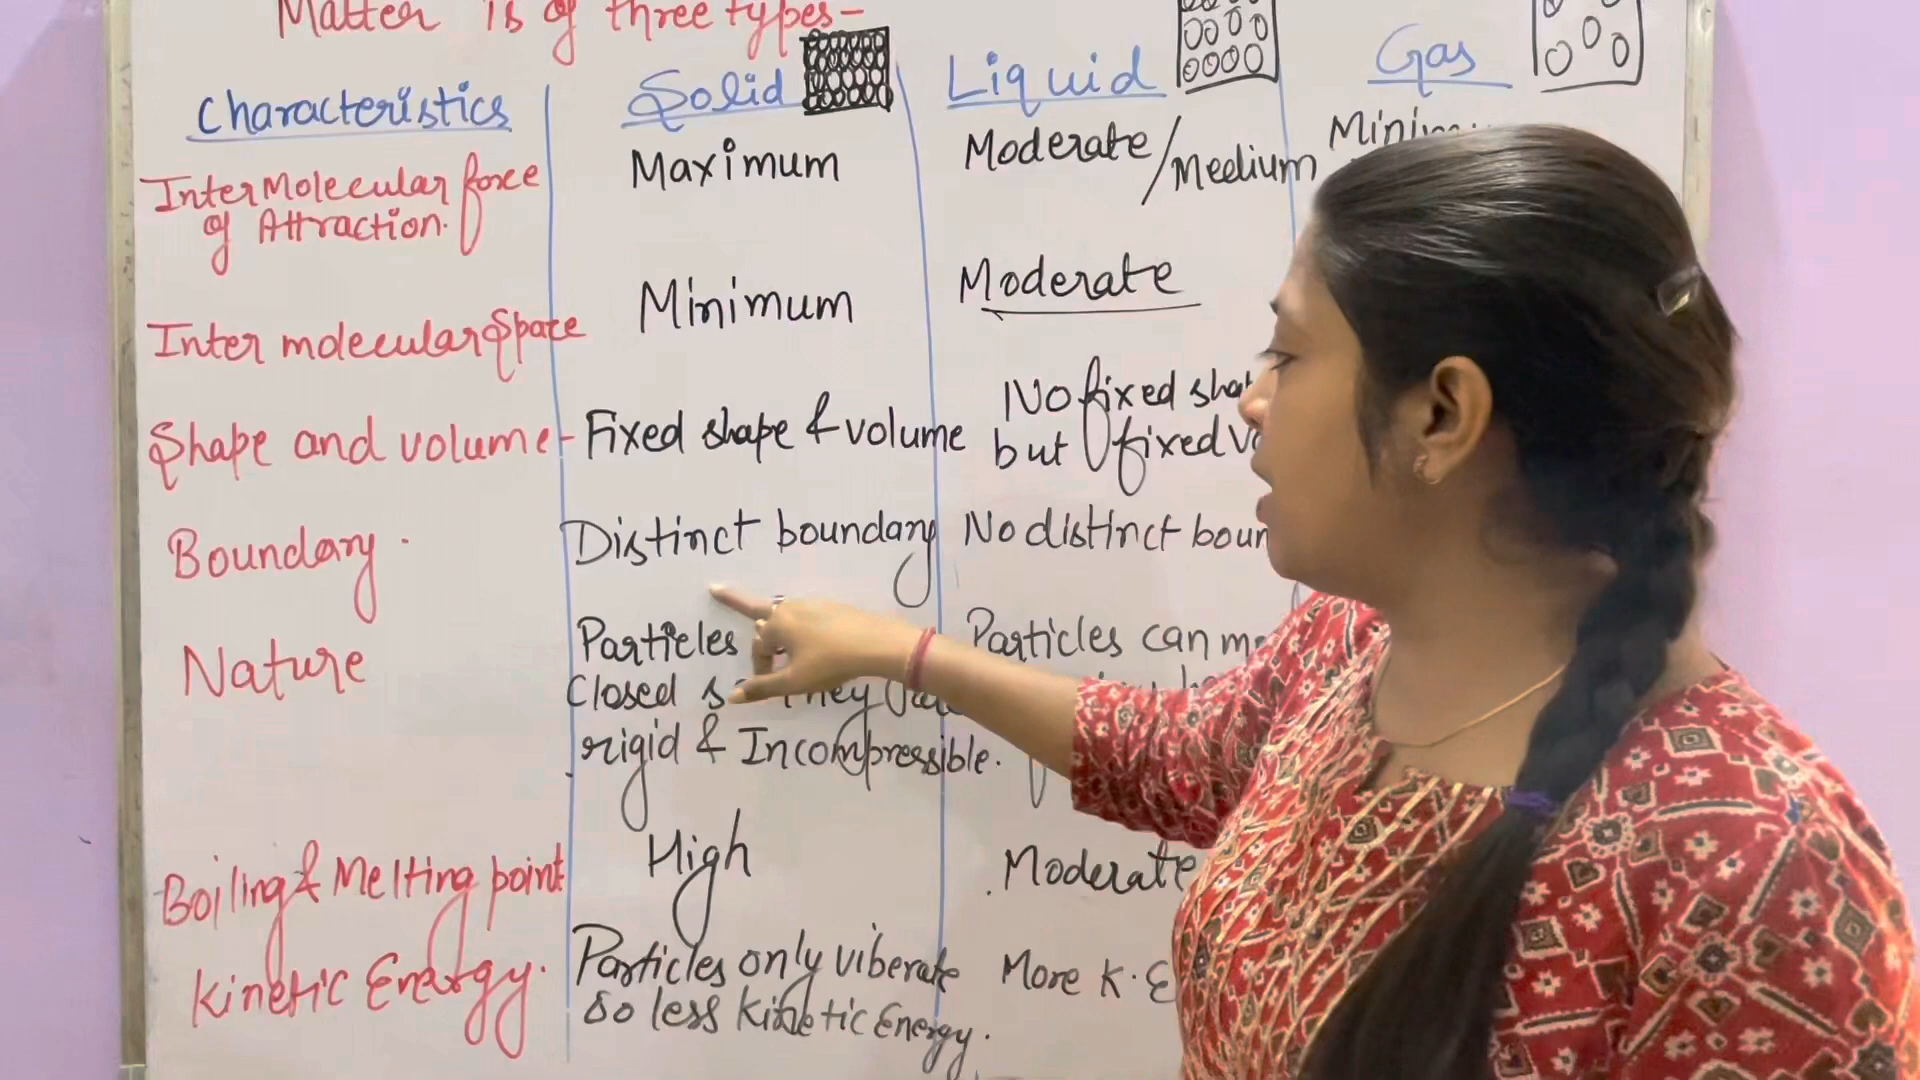 Matter is of three types-
Characteristics Solid Liquid Gas
InterMolecular force of Attraction. Maximum Moderate/Medium
Inter molecular Space Minimum Moderate
Shape and volume- Fixed shape & volume No fixed
but fixed
Boundary. Distinct boundary No distinct
Nature Particles Particles can
Closed they
rigid & Incompressible.
Boiling & Melting point High Moderate
Kinetic Energy. Particles only viberate More K.E
so less Kinetic Energy.